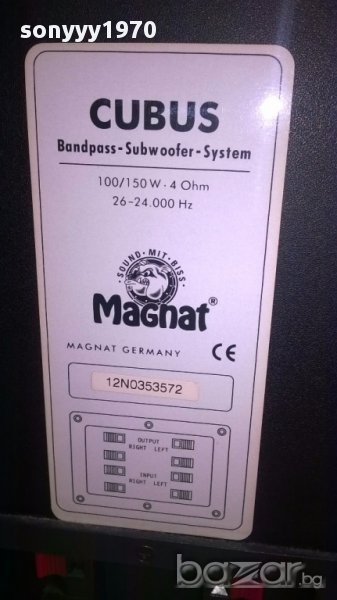 sonyyy1970
CUBUS
Bandpass-Subwoofer-System
100/150 W · 4 Ohm
26-24.000 Hz
SOUND · MIT · BISS
Magnat®
MAGNAT GERMANY CE
12N0353572
OUTPUT
RIGHT LEFT
INPUT
RIGHT LEFT
bazar.bg